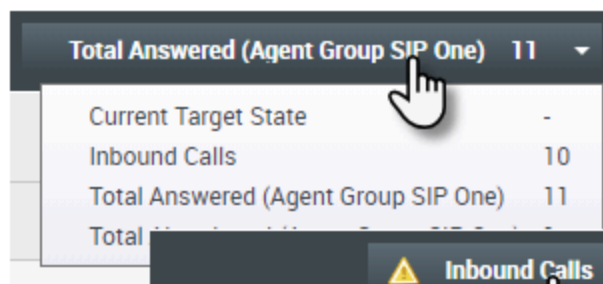 Total Answered (Agent Group SIP One) 11
Current Target State -
Inbound Calls 10
Total Answered (Agent Group SIP One) 11
Total
Inbound Calls